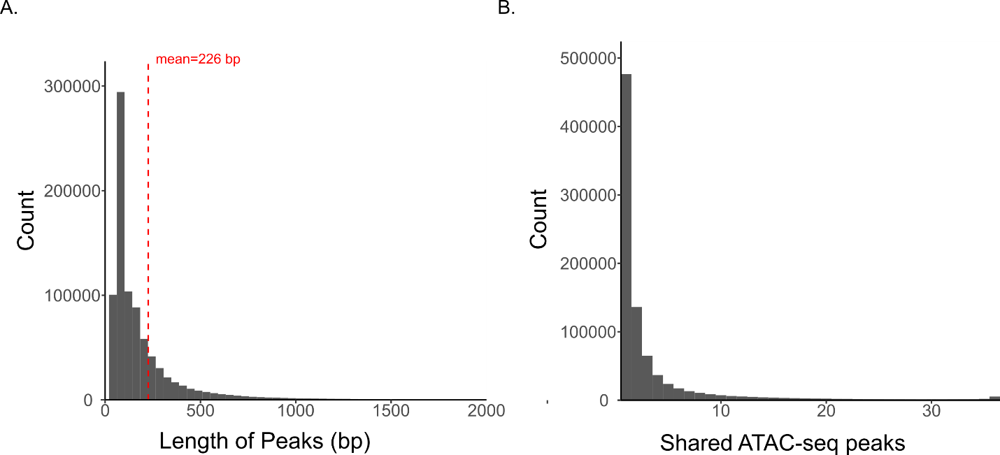 A.
mean=226 bp
300000
200000
100000
0
Count
0 500 1000 1500 2000
Length of Peaks (bp)
B.
500000
400000
300000
200000
100000
0
Count
10 20 30
Shared ATAC-seq peaks